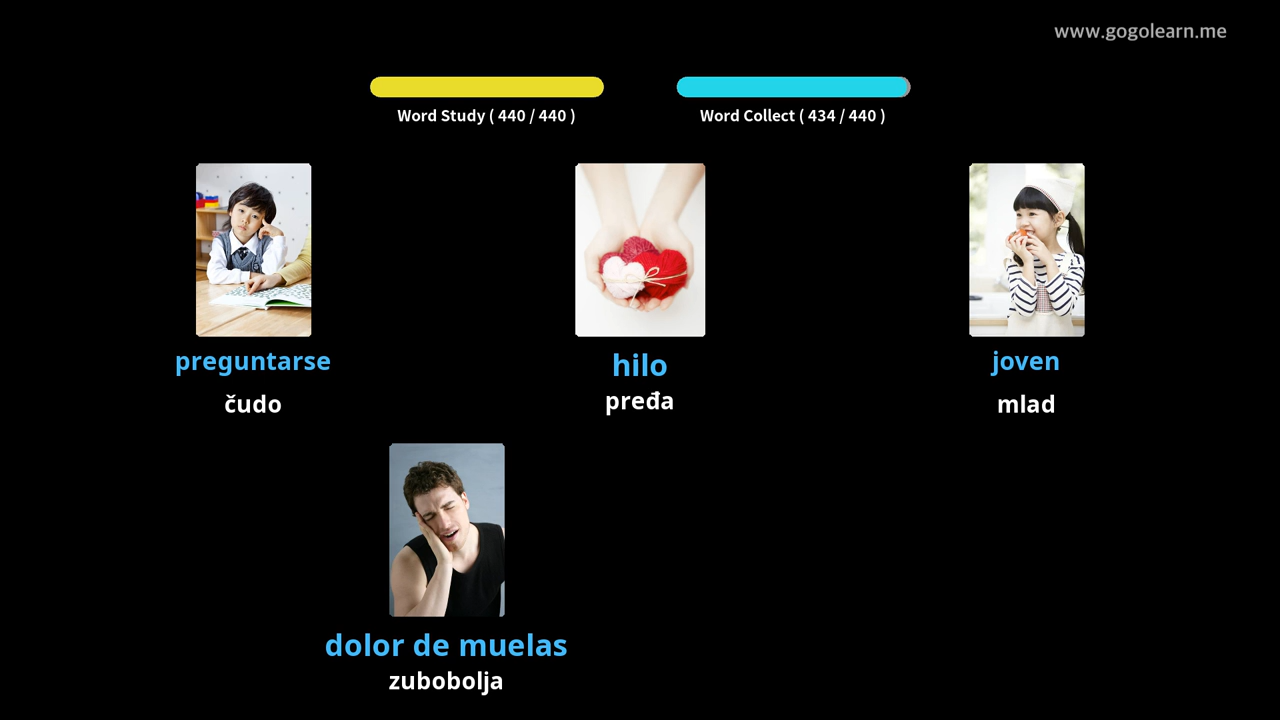 www.gogolearn.me
Word Study ( 440 / 440 )
Word Collect ( 434 / 440 )
preguntarse
čudo
hilo
pređa
joven
mlad
dolor de muelas
zubobolja